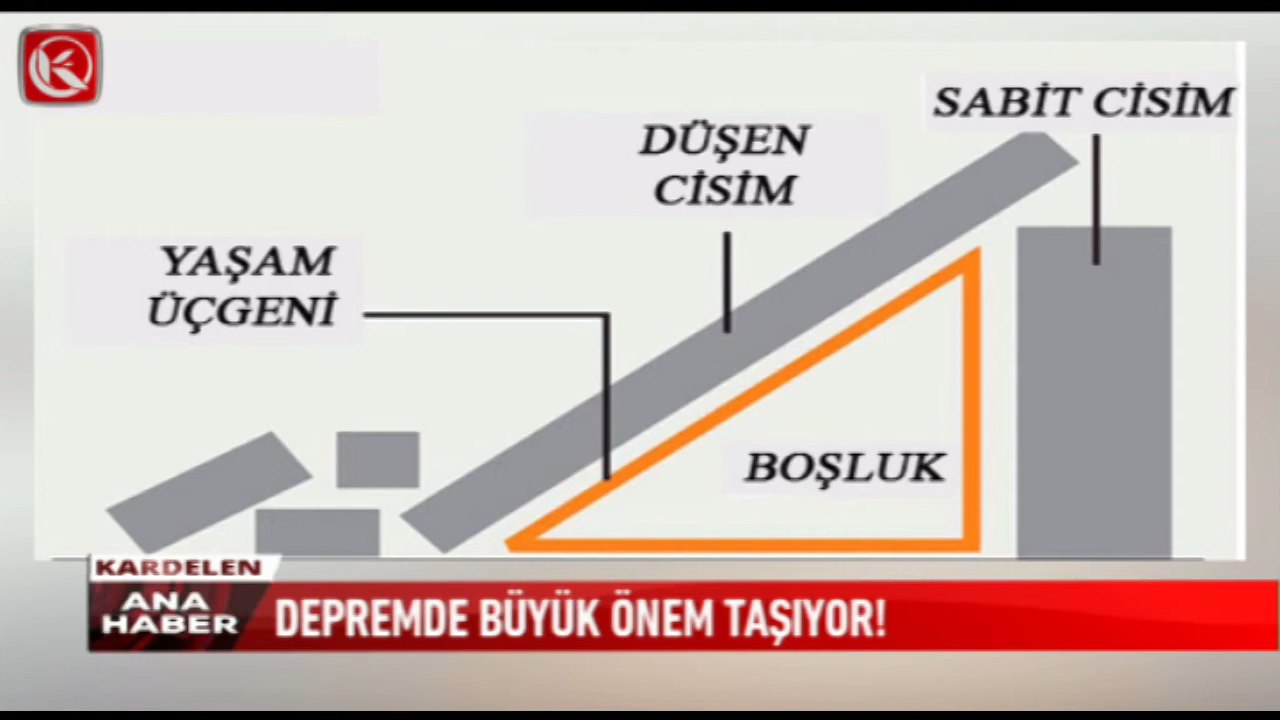 SABİT CİSİM
DÜŞEN
CİSİM
YAŞAM
ÜÇGENİ
BOŞLUK
KARDELEN
ANA
HABER
DEPREMDE BÜYÜK ÖNEM TAŞIYOR!